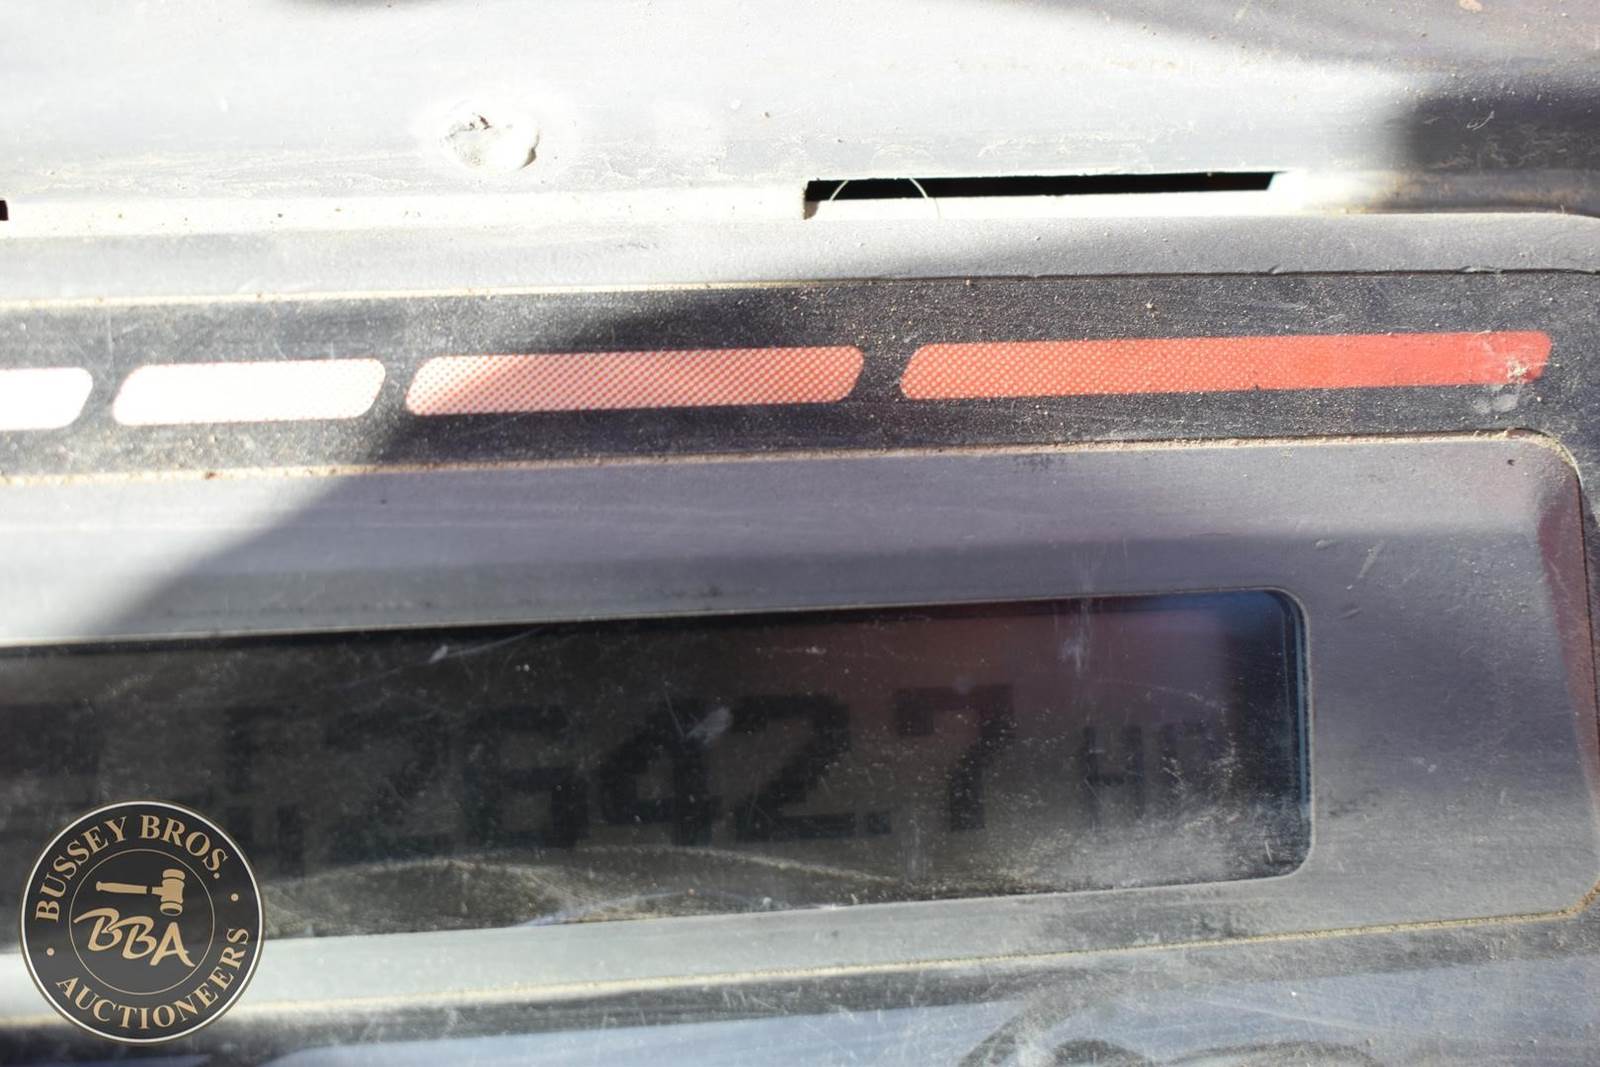 2642.7 HR
BUSSEY BROS.
BBA
AUCTIONEERS